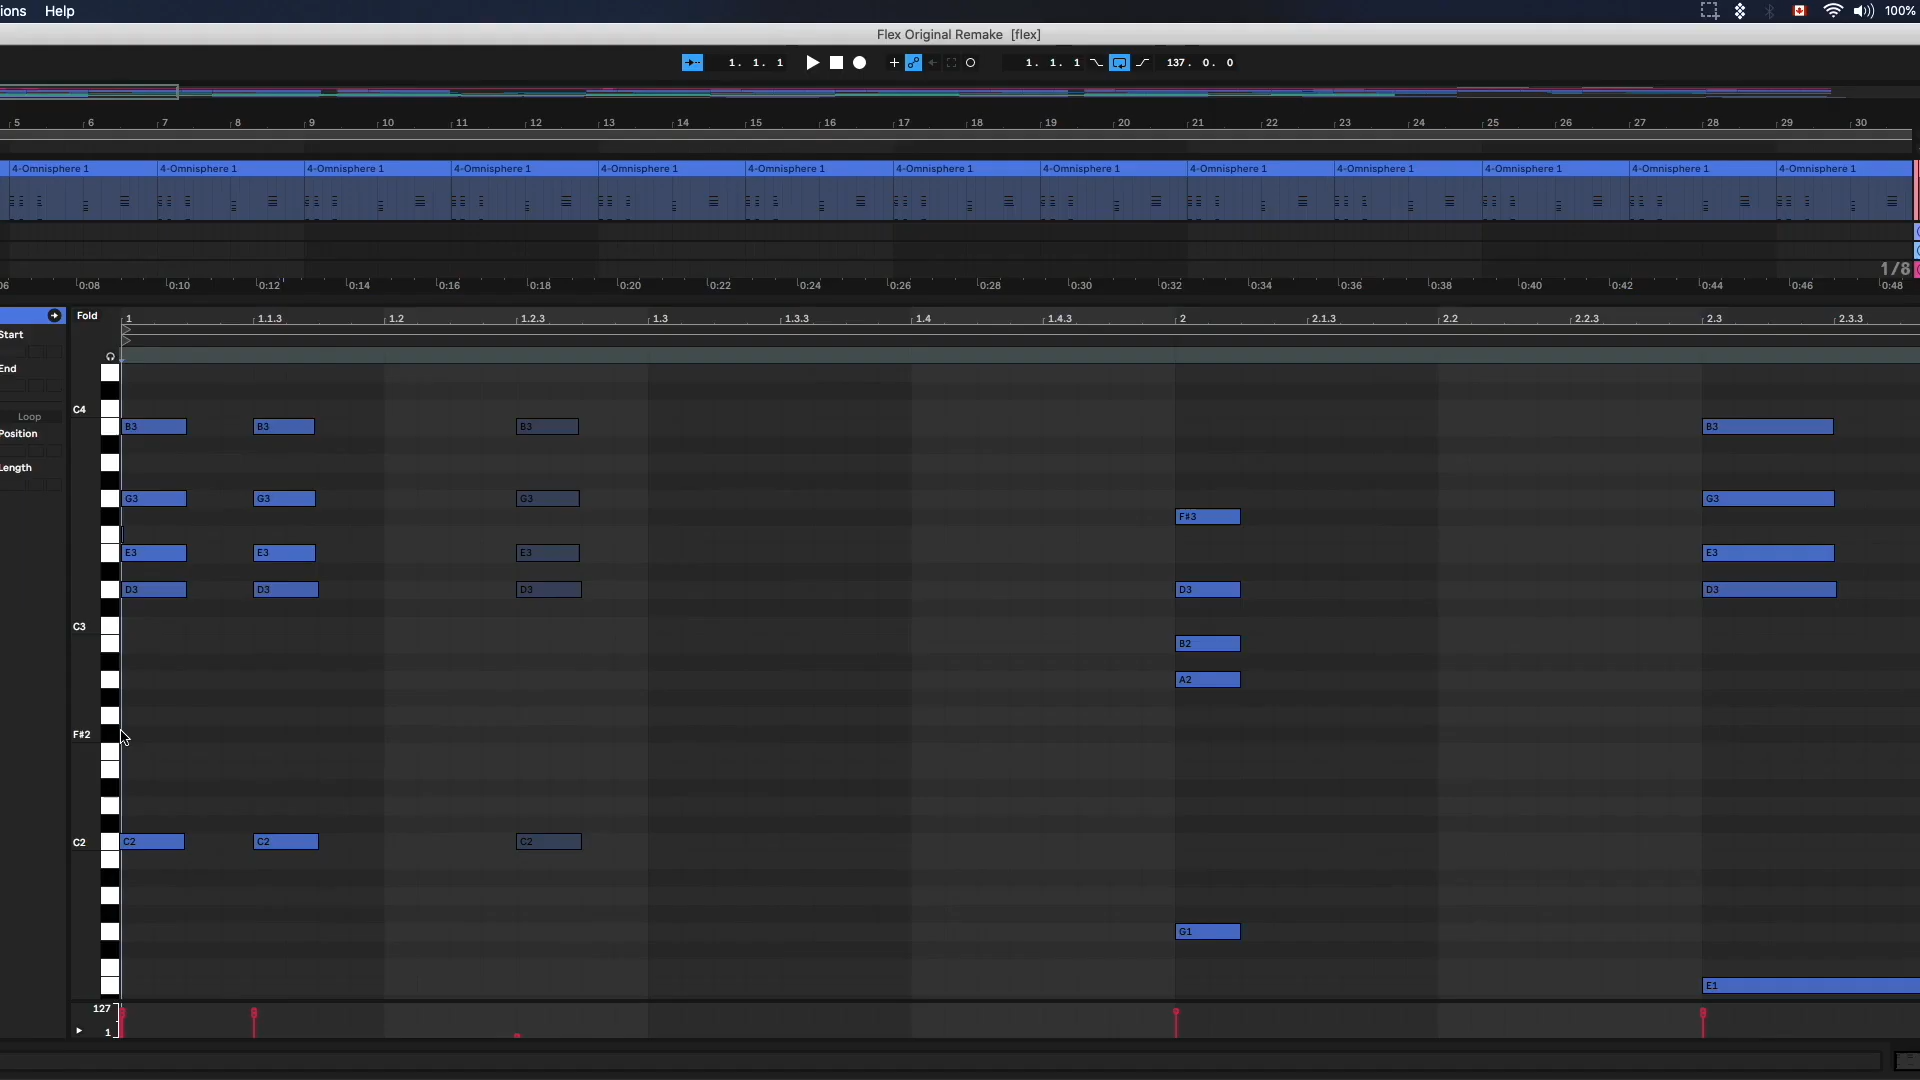 ions Help 100%
Flex Original Remake [flex]
1. 1. 1 1. 1. 1 137. 0. 0
5 6 7 8 9 10 11 12 13 14 15 16 17 18 19 20 21 22 23 24 25 26 27 28 29 30
4-Omnisphere 1 4-Omnisphere 1 4-Omnisphere 1 4-Omnisphere 1 4-Omnisphere 1 4-Omnisphere 1 4-Omnisphere 1 4-Omnisphere 1 4-Omnisphere 1 4-Omnisphere 1 4-Omnisphere 1 4-Omnisphere 1 4-Omnisphere 1
1/8
06 0:08 0:10 0:12 0:14 0:16 0:18 0:20 0:22 0:24 0:26 0:28 0:30 0:32 0:34 0:36 0:38 0:40 0:42 0:44 0:46 0:48
Fold 1 1.1.3 1.2 1.2.3 1.3 1.3.3 1.4 1.4.3 2 2.1.3 2.2 2.2.3 2.3 2.3.3
Start
End
C4
Loop
B3 B3 B3 B3
Position
Length
G3 G3 G3 G3
F#3
E3 E3 E3 E3
D3 D3 D3 D3 D3
C3
B2
A2
F#2
C2 C2 C2 C2
G1
E1
127
1